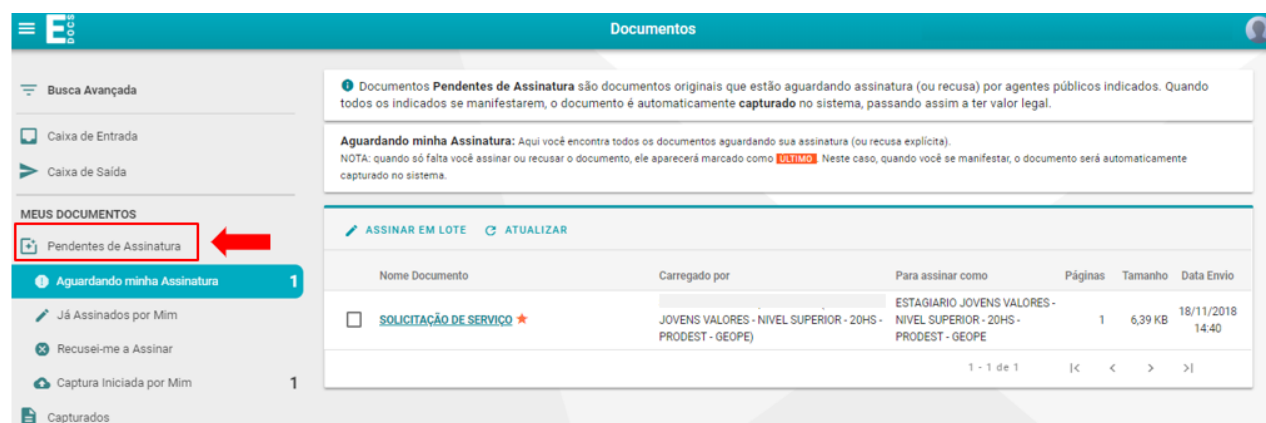 E DOCS
Documentos
Busca Avançada
Caixa de Entrada
Caixa de Saída
MEUS DOCUMENTOS
Pendentes de Assinatura
Aguardando minha Assinatura 1
Já Assinados por Mim
Recusei-me a Assinar
Captura Iniciada por Mim 1
Capturados
Documentos Pendentes de Assinatura são documentos originais que estão aguardando assinatura (ou recusa) por agentes públicos indicados. Quando
todos os indicados se manifestarem, o documento é automaticamente capturado no sistema, passando assim a ter valor legal.
Aguardando minha Assinatura: Aqui você encontra todos os documentos aguardando sua assinatura (ou recusa explícita).
NOTA: quando só falta você assinar ou recusar o documento, ele aparecerá marcado como ÚLTIMO. Neste caso, quando você se manifestar, o documento será automaticamente
capturado no sistema.
ASSINAR EM LOTE ATUALIZAR
Nome Documento Carregado por Para assinar como Páginas Tamanho Data Envio
SOLICITAÇÃO DE SERVIÇO
JOVENS VALORES - NIVEL SUPERIOR - 20HS -
PRODEST - GEOPE)
ESTAGIARIO JOVENS VALORES -
NIVEL SUPERIOR - 20HS -
PRODEST - GEOPE
1
6,39 KB
18/11/2018
14:40
1 - 1 de 1